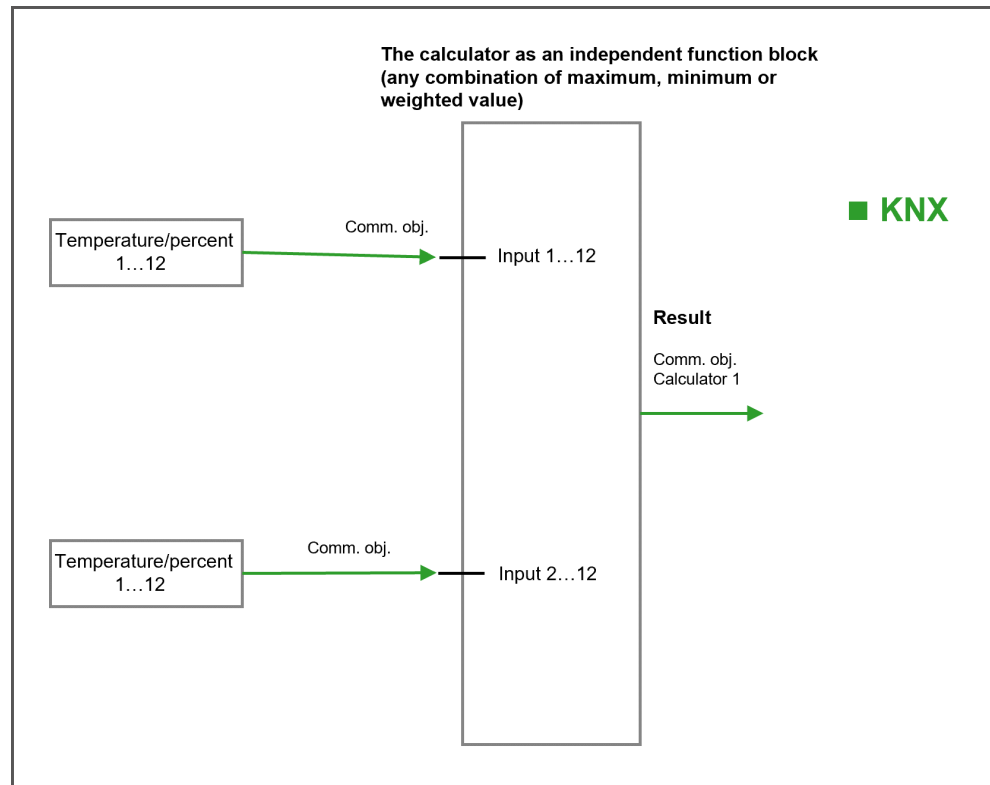 The calculator as an independent function block
(any combination of maximum, minimum or
weighted value)
KNX
Temperature/percent
1…12
Comm. obj.
Input 1…12
Result
Comm. obj.
Calculator 1
Temperature/percent
1…12
Comm. obj.
Input 2…12